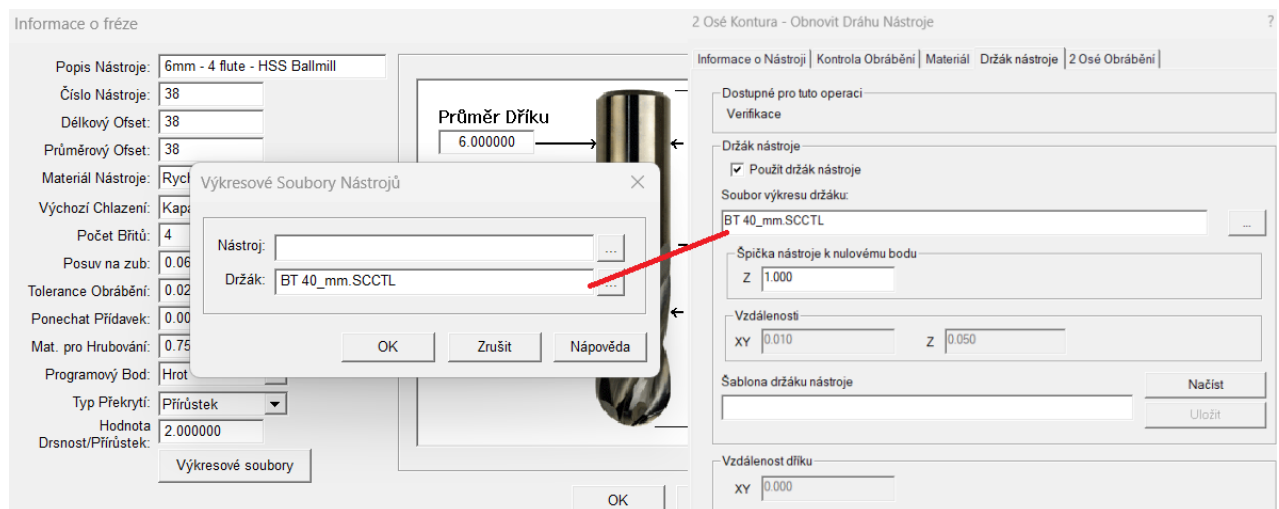 Informace o fréze
Popis Nástroje: 6mm - 4 flute - HSS Ballmill
Číslo Nástroje: 38
Délkový Ofset: 38
Průměrový Ofset: 38
Materiál Nástroje:
Výchozí Chlazení:
Počet Břitů: 4
Posuv na zub: 0.06
Tolerance Obrábění: 0.02
Ponechat Přídavek: 0.00
Mat. pro Hrubování: 0.75
Programový Bod: Hrot
Typ Překrytí: Přírůstek
Hodnota
Drsnost/Přírůstek: 2.000000
Výkresové soubory
Průměr Dříku
6.000000
OK
Výkresové Soubory Nástrojů
Nástroj: ...
Držák: BT 40_mm.SCCTL ...
OK Zrušit Nápověda
2 Osé Kontura - Obnovit Dráhu Nástroje ?
Informace o Nástroji Kontrola Obrábění Materiál Držák nástroje 2 Osé Obrábění
Dostupné pro tuto operaci
Verifikace
Držák nástroje
Použít držák nástroje
Soubor výkresu držáku:
BT 40_mm.SCCTL ...
Špička nástroje k nulovému bodu
Z 1.000
Vzdálenosti
XY 0.010 Z 0.050
Šablona držáku nástroje Načíst
Uložit
Vzdálenost dříku
XY 0.000